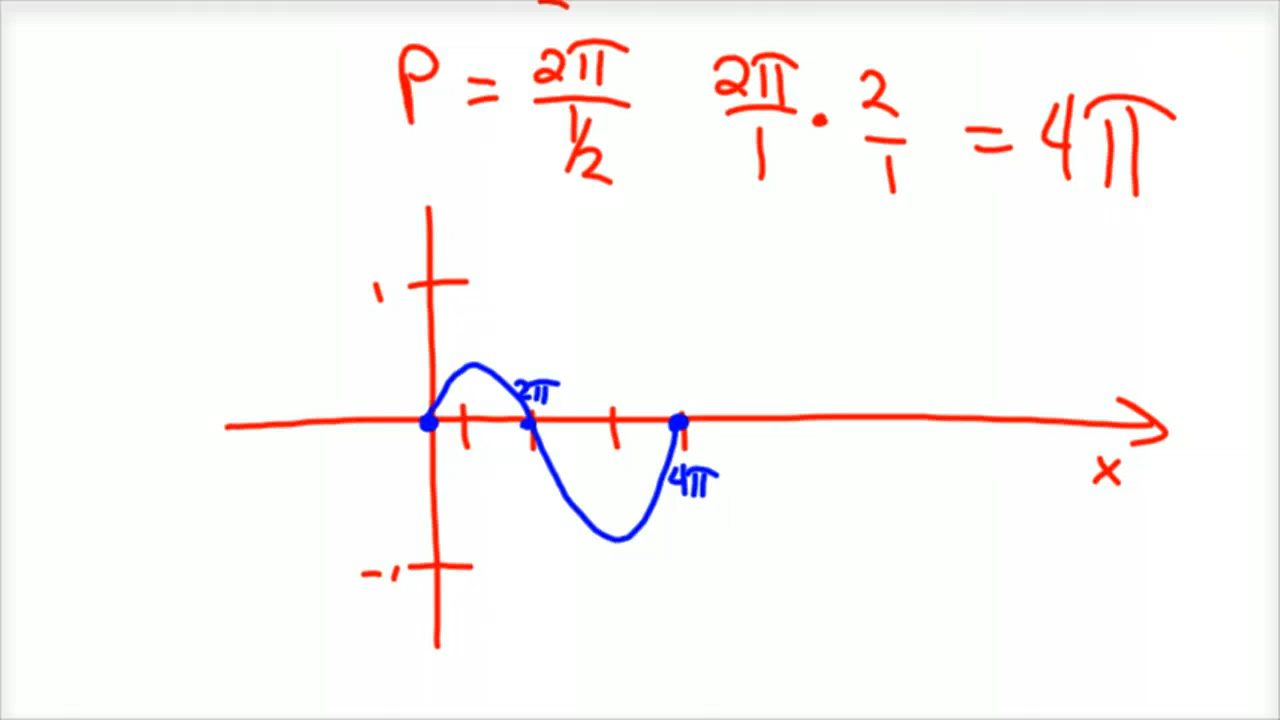 P = 2π/(1/2) 2π/1 · 2/1 = 4π
1
2π
4π
x
-1